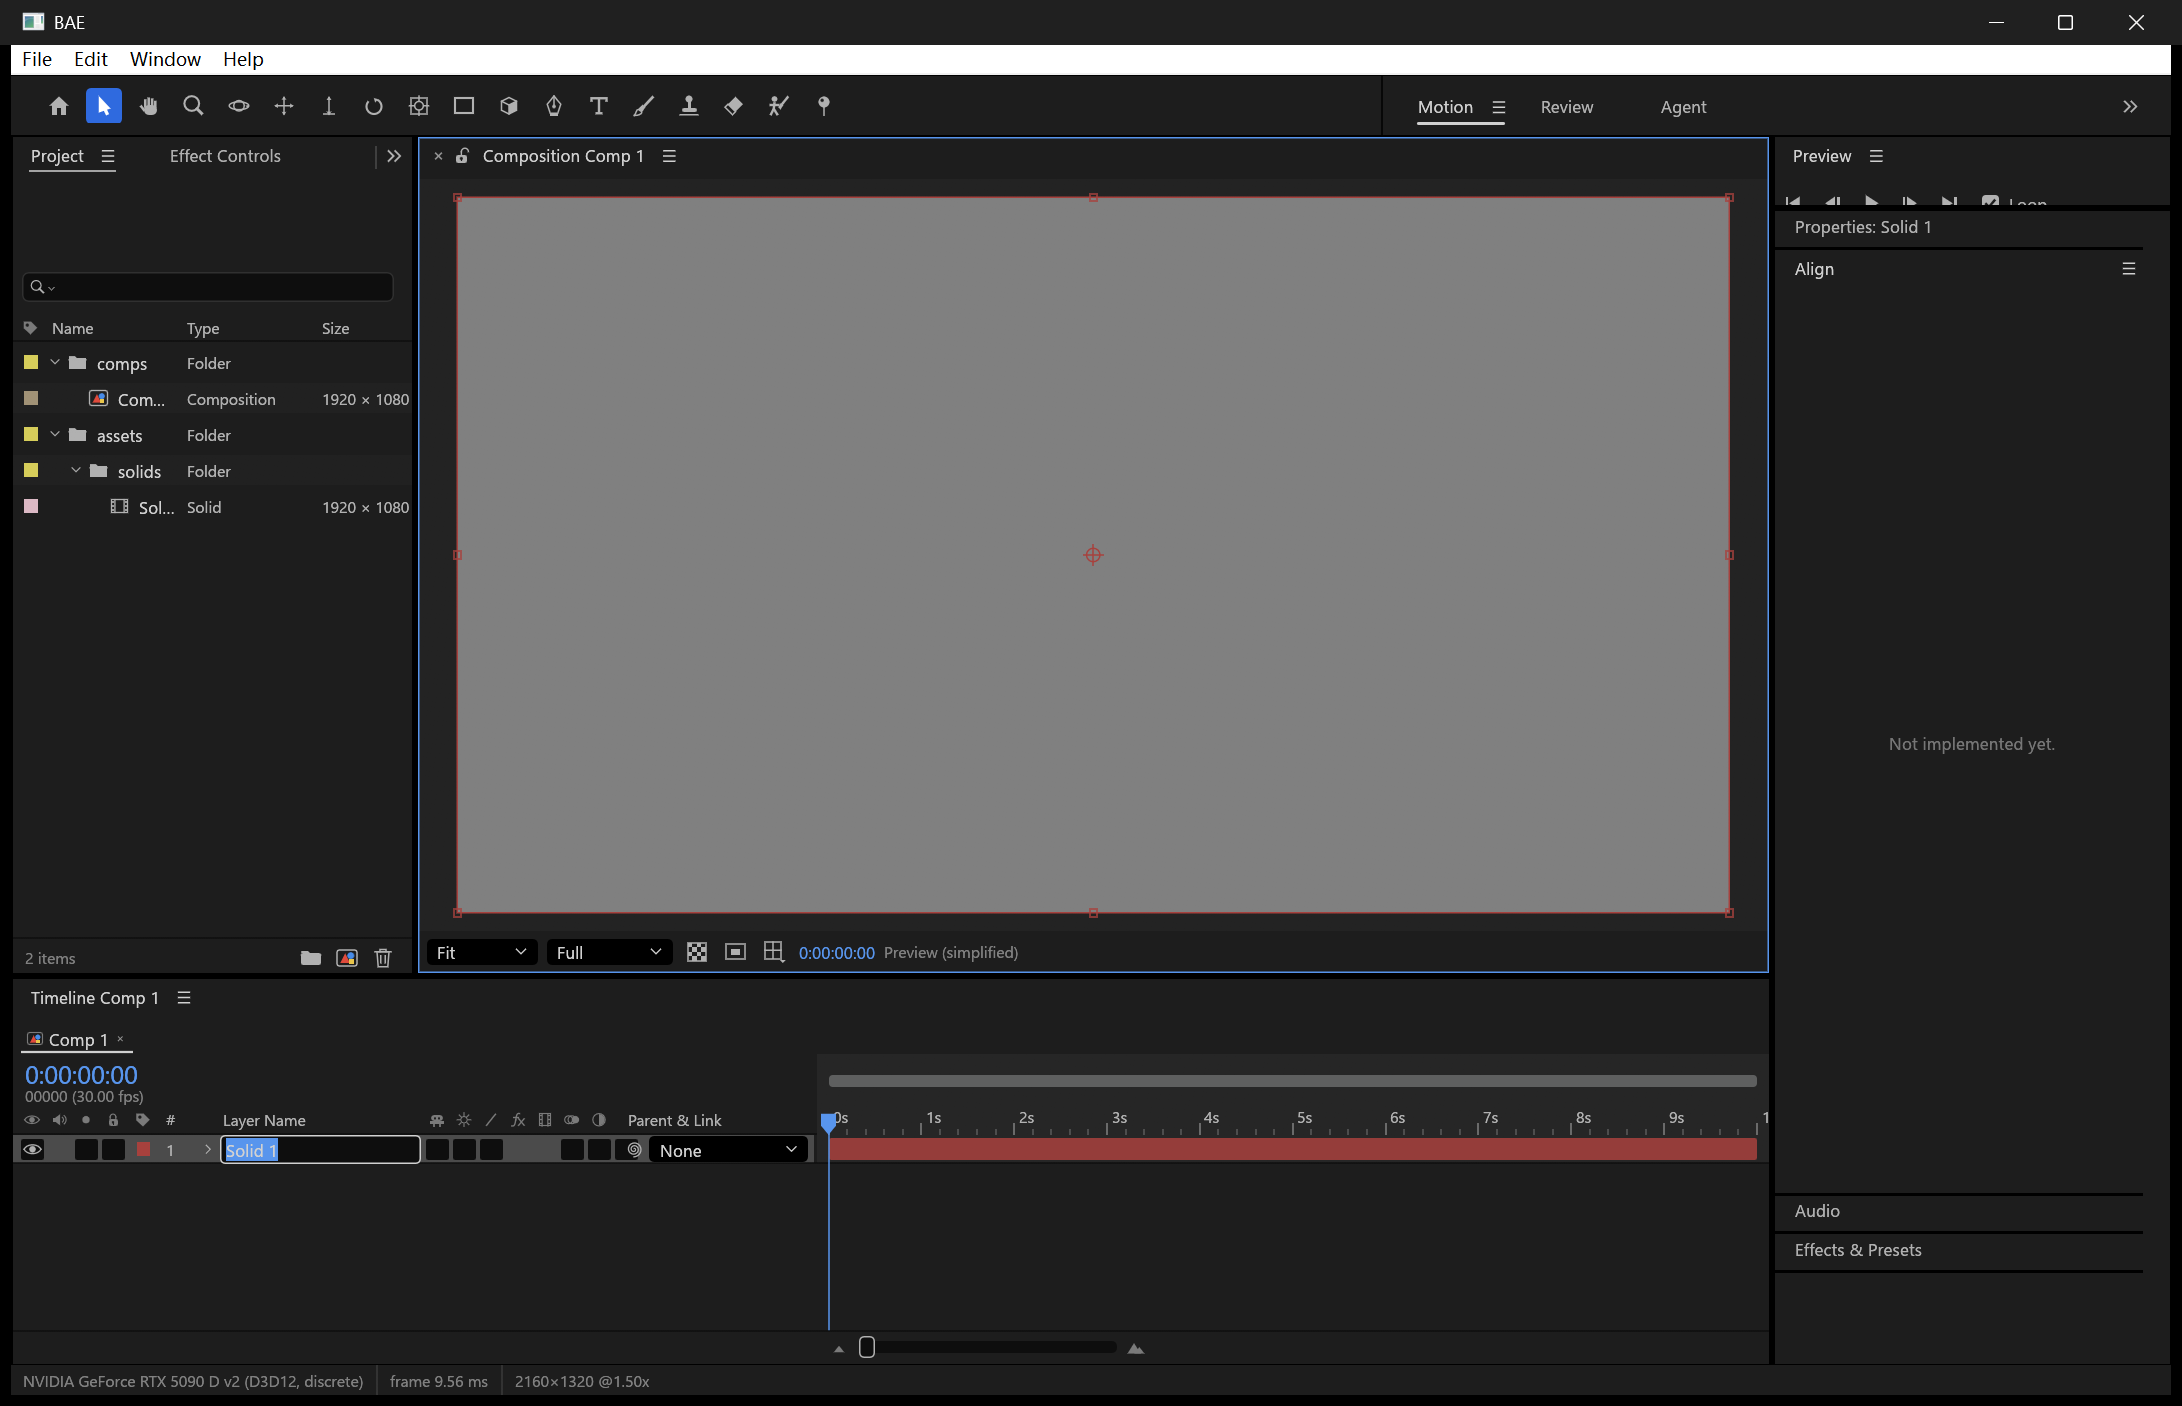 BAE
File Edit Window Help
Motion Review Agent
Project Effect Controls
Composition Comp 1
Preview
Loop
Properties: Solid 1
Align
Name Type Size
comps Folder
Com... Composition 1920 × 1080
assets Folder
solids Folder
Sol... Solid 1920 × 1080
Not implemented yet.
2 items
Fit Full 0:00:00:00 Preview (simplified)
Timeline Comp 1
Comp 1
0:00:00:00
00000 (30.00 fps)
# Layer Name fx Parent & Link
0s 1s 2s 3s 4s 5s 6s 7s 8s 9s 1
1 Solid 1 None
Audio
Effects & Presets
NVIDIA GeForce RTX 5090 D v2 (D3D12, discrete) frame 9.56 ms 2160×1320 @1.50x